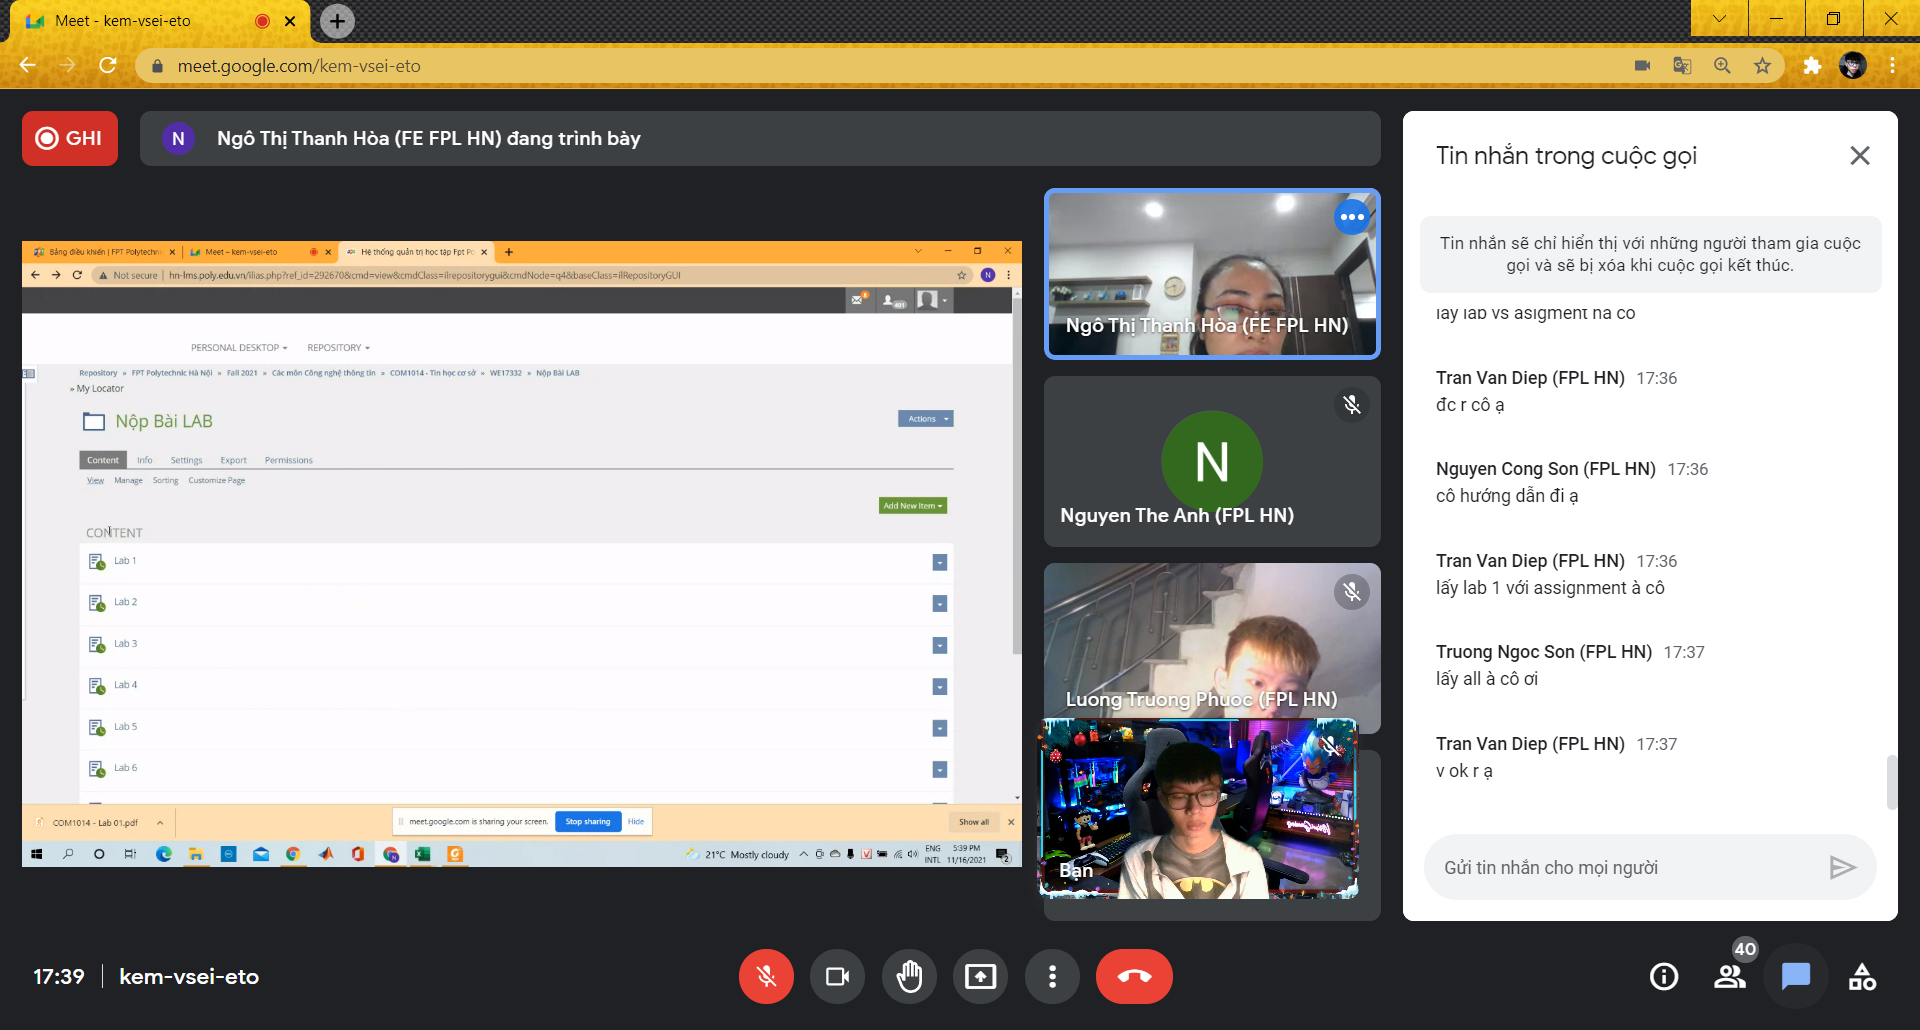 Meet - kem-vsei-eto
meet.google.com/kem-vsei-eto
GHI
N
Ngô Thị Thanh Hòa (FE FPL HN) đang trình bày
Bảng điều khiển | FPT Polytechnic
Meet – kem-vsei-eto
Hệ thống quản trị học tập Fpt Po
Not secure
hn-lms.poly.edu.vn/ilias.php?ref_id=292670&cmd=view&cmdClass=ilrepositorygui&cmdNode=q4&baseClass=ilRepositoryGUI
N
PERSONAL DESKTOP
REPOSITORY
Repository » FPT Polytechnic Hà Nội » Fall 2021 » Các môn Công nghệ thông tin » COM1014 - Tin học cơ sở » WE17332 » Nộp Bài LAB
» My Locator
Nộp Bài LAB
Actions
Content Info Settings Export Permissions
View Manage Sorting Customize Page
Add New Item
CONTENT
Lab 1
Lab 2
Lab 3
Lab 4
Lab 5
Lab 6
COM1014 - Lab 01.pdf
meet.google.com is sharing your screen.
Stop sharing
Hide
Show all
21°C Mostly cloudy
ENG
INTL
5:39 PM
11/16/2021
Ngô Thị Thanh Hòa (FE FPL HN)
N
Nguyen The Anh (FPL HN)
Luong Truong Phuoc (FPL HN)
Bạn
Tin nhắn trong cuộc gọi
Tin nhắn sẽ chỉ hiển thị với những người tham gia cuộc
gọi và sẽ bị xóa khi cuộc gọi kết thúc.
lấy lab vs asigment hả cô
Tran Van Diep (FPL HN) 17:36
đc r cô ạ
Nguyen Cong Son (FPL HN) 17:36
cô hướng dẫn đi ạ
Tran Van Diep (FPL HN) 17:36
lấy lab 1 với assignment à cô
Truong Ngoc Son (FPL HN) 17:37
lấy all à cô ơi
Tran Van Diep (FPL HN) 17:37
v ok r ạ
Gửi tin nhắn cho mọi người
17:39
kem-vsei-eto
40